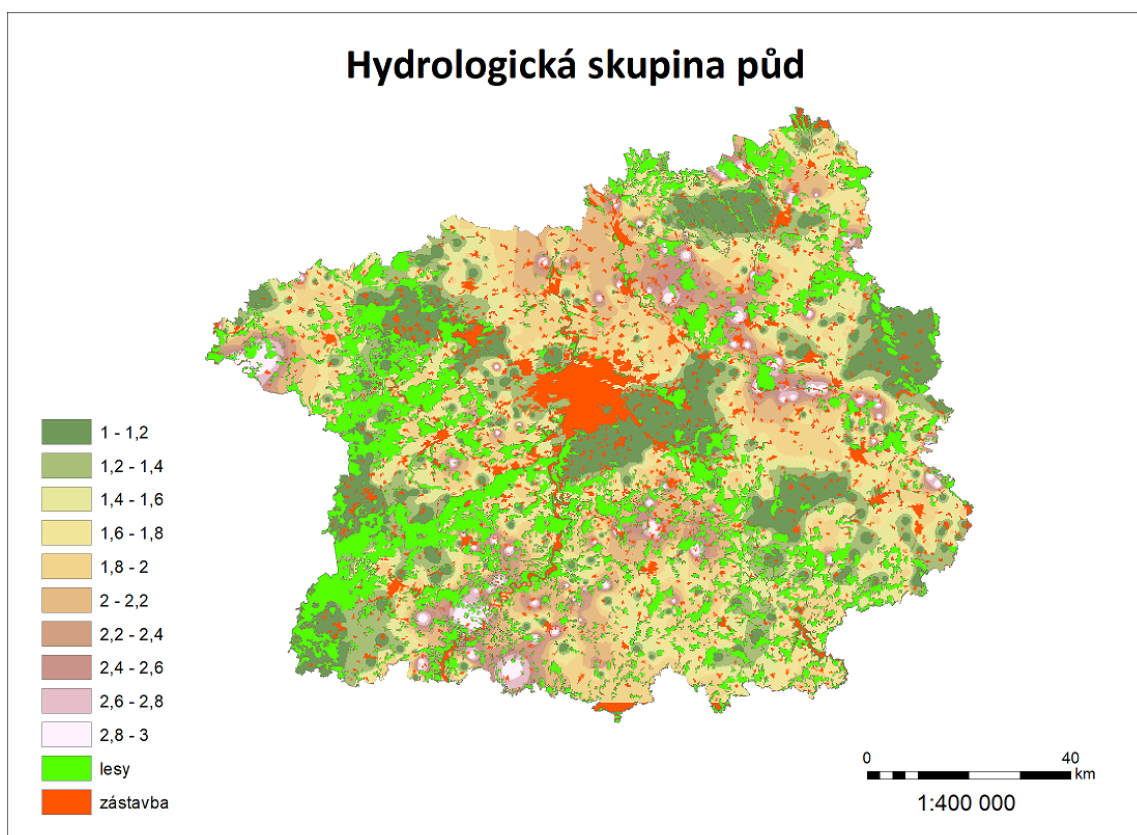 Hydrologická skupina půd
1 - 1,2
1,2 - 1,4
1,4 - 1,6
1,6 - 1,8
1,8 - 2
2 - 2,2
2,2 - 2,4
2,4 - 2,6
2,6 - 2,8
2,8 - 3
lesy
zástavba
0 40
km
1:400 000